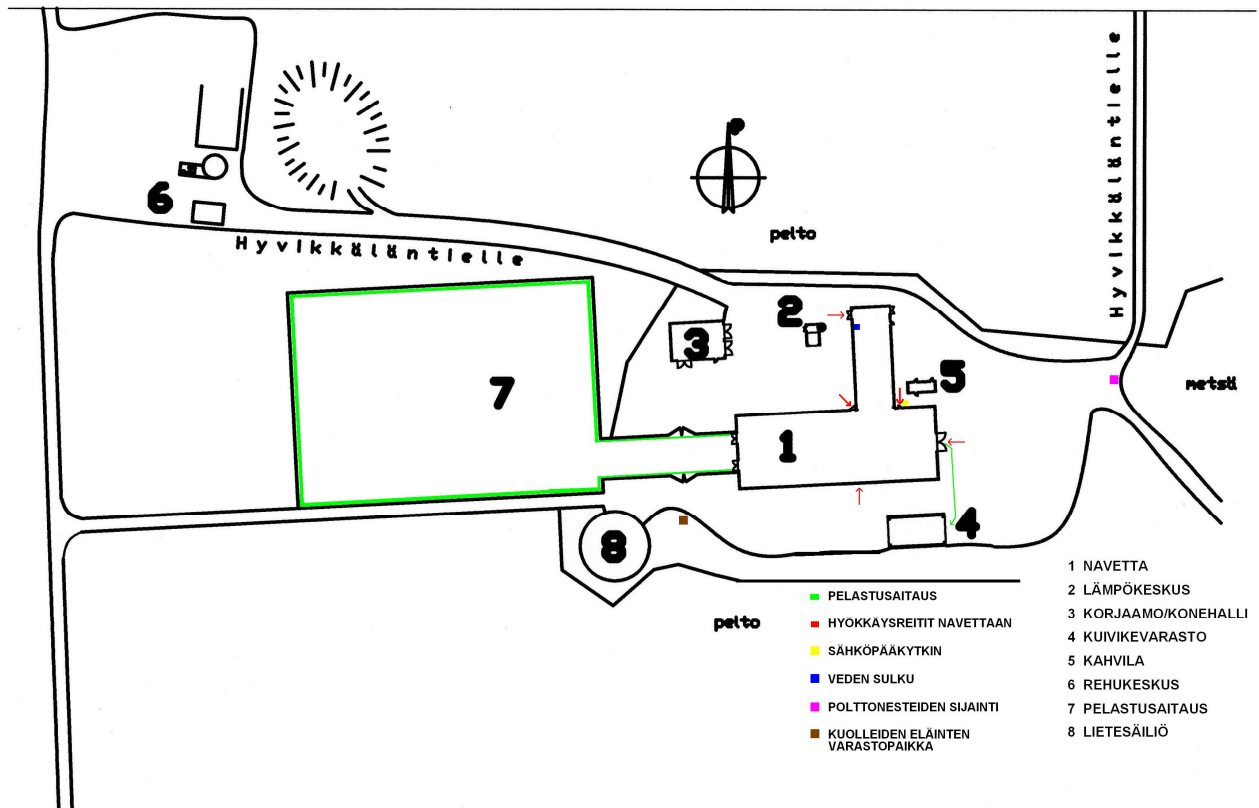 Hyvikkäläntielle
6
Hyvikkäläntielle
P
pelto
2
3
5
metsä
7
1
4
8
pelto
PELASTUSAITAUS
HYÖKKÄYSREITIT NAVETTAAN
SÄHKÖPÄÄKYTKIN
VEDEN SULKU
POLTTONESTEIDEN SIJAINTI
KUOLLEIDEN ELÄINTEN
VARASTOPAIKKA
1 NAVETTA
2 LÄMPÖKESKUS
3 KORJAAMO/KONEHALLI
4 KUIVIKEVARASTO
5 KAHVILA
6 REHUKESKUS
7 PELASTUSAITAUS
8 LIETESÄILIÖ